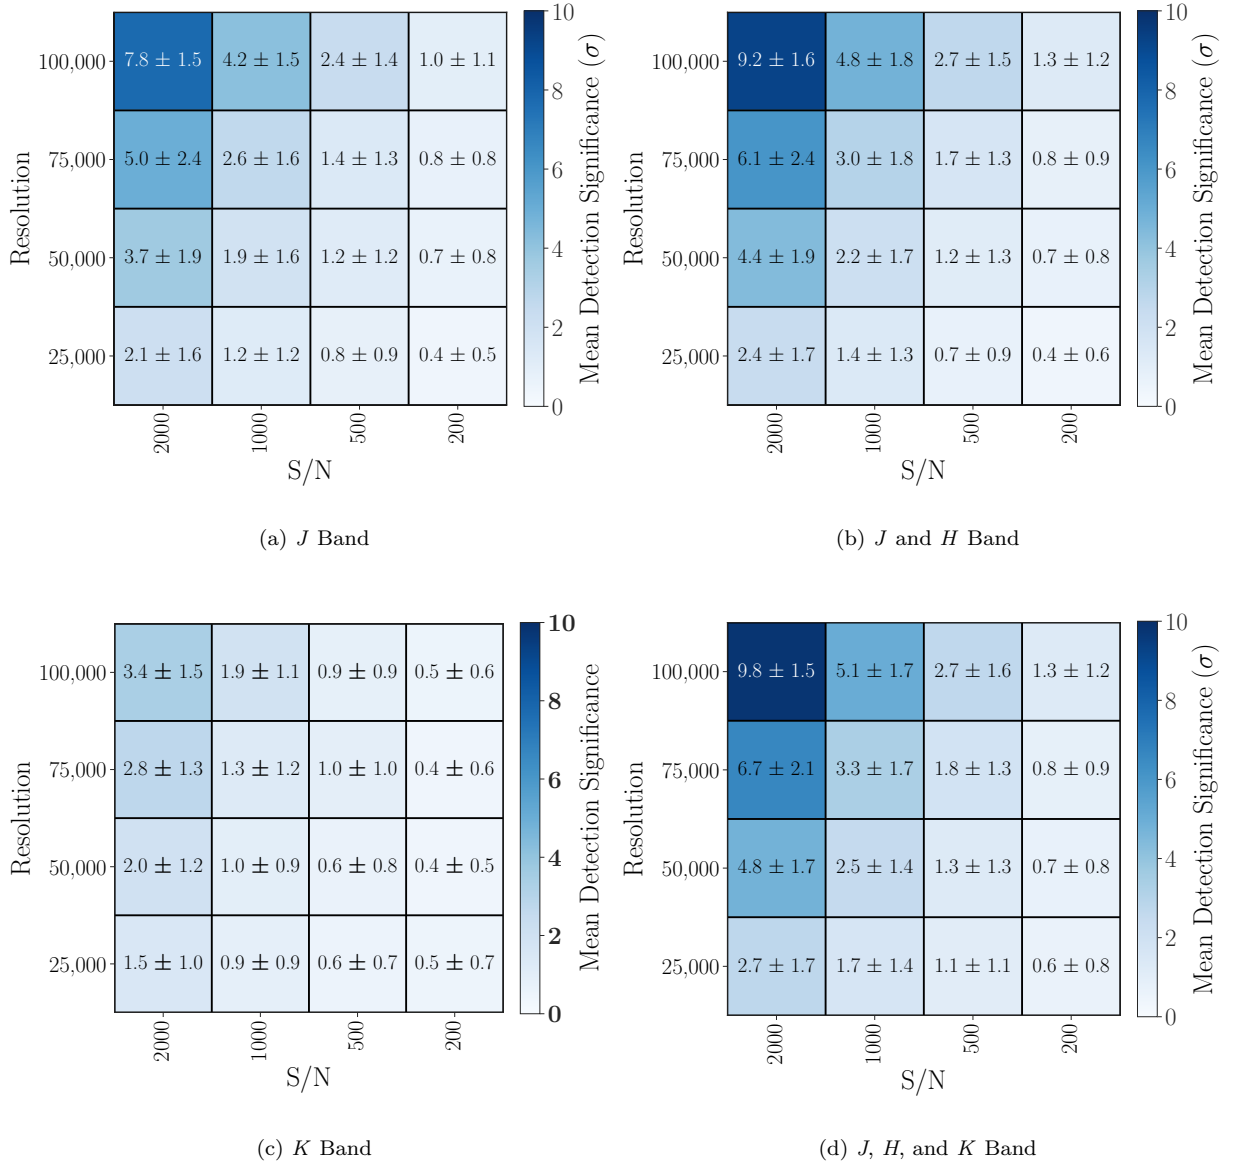 100,000
75,000
50,000
25,000
Resolution
7.8 ± 1.5 4.2 ± 1.5 2.4 ± 1.4 1.0 ± 1.1
5.0 ± 2.4 2.6 ± 1.6 1.4 ± 1.3 0.8 ± 0.8
3.7 ± 1.9 1.9 ± 1.6 1.2 ± 1.2 0.7 ± 0.8
2.1 ± 1.6 1.2 ± 1.2 0.8 ± 0.9 0.4 ± 0.5
2000 1000 500 200
S/N
10
8
6
4
2
0
Mean Detection Significance (σ)
(a) J Band
100,000
75,000
50,000
25,000
Resolution
9.2 ± 1.6 4.8 ± 1.8 2.7 ± 1.5 1.3 ± 1.2
6.1 ± 2.4 3.0 ± 1.8 1.7 ± 1.3 0.8 ± 0.9
4.4 ± 1.9 2.2 ± 1.7 1.2 ± 1.3 0.7 ± 0.8
2.4 ± 1.7 1.4 ± 1.3 0.7 ± 0.9 0.4 ± 0.6
2000 1000 500 200
S/N
10
8
6
4
2
0
Mean Detection Significance (σ)
(b) J and H Band
100,000
75,000
50,000
25,000
Resolution
3.4 ± 1.5 1.9 ± 1.1 0.9 ± 0.9 0.5 ± 0.6
2.8 ± 1.3 1.3 ± 1.2 1.0 ± 1.0 0.4 ± 0.6
2.0 ± 1.2 1.0 ± 0.9 0.6 ± 0.8 0.4 ± 0.5
1.5 ± 1.0 0.9 ± 0.9 0.6 ± 0.7 0.5 ± 0.7
2000 1000 500 200
S/N
10
8
6
4
2
0
Mean Detection Significance
(c) K Band
100,000
75,000
50,000
25,000
Resolution
9.8 ± 1.5 5.1 ± 1.7 2.7 ± 1.6 1.3 ± 1.2
6.7 ± 2.1 3.3 ± 1.7 1.8 ± 1.3 0.8 ± 0.9
4.8 ± 1.7 2.5 ± 1.4 1.3 ± 1.3 0.7 ± 0.8
2.7 ± 1.7 1.7 ± 1.4 1.1 ± 1.1 0.6 ± 0.8
2000 1000 500 200
S/N
10
8
6
4
2
0
Mean Detection Significance (σ)
(d) J, H, and K Band